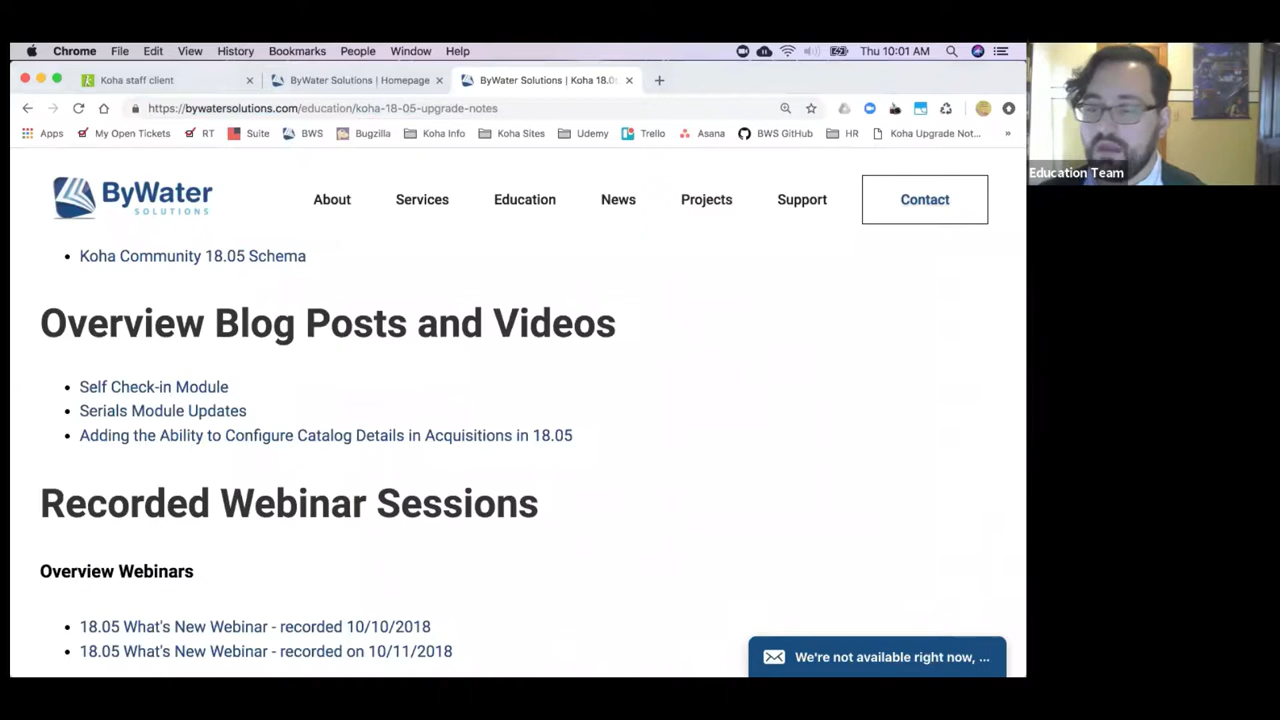 Chrome File Edit View History Bookmarks People Window Help Thu 10:01 AM
Koha staff client ByWater Solutions | Homepage ByWater Solutions | Koha 18.0
https://bywatersolutions.com/education/koha-18-05-upgrade-notes
Apps My Open Tickets RT Suite BWS Bugzilla Koha Info Koha Sites Udemy Trello Asana BWS GitHub HR Koha Upgrade Not... »
ByWater
SOLUTIONS
About Services Education News Projects Support Contact
Education Team
• Koha Community 18.05 Schema
Overview Blog Posts and Videos
• Self Check-in Module
• Serials Module Updates
• Adding the Ability to Configure Catalog Details in Acquisitions in 18.05
Recorded Webinar Sessions
Overview Webinars
• 18.05 What's New Webinar - recorded 10/10/2018
• 18.05 What's New Webinar - recorded on 10/11/2018
We're not available right now, ...